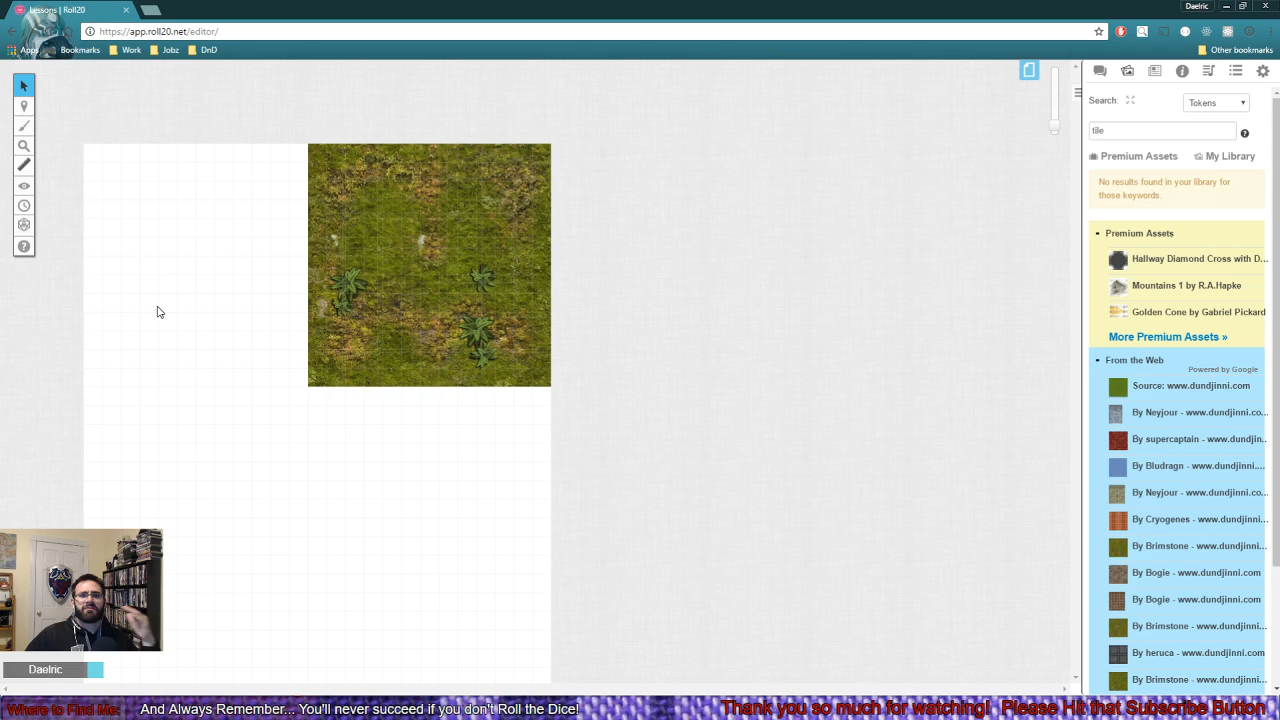 Lessons | Roll20
Daelric
https://app.roll20.net/editor/
Apps
Bookmarks
Work
Jobz
DnD
Other bookmarks
Search:
Tokens
tile
Premium Assets
My Library
No results found in your library for
those keywords.
Premium Assets
Hallway Diamond Cross with D...
Mountains 1 by R.A.Hapke
Golden Cone by Gabriel Pickard
More Premium Assets »
From the Web
Powered by Google
Source: www.dundjinni.com
By Neyjour - www.dundjinni.co...
By supercaptain - www.dundjin...
By Bludragn - www.dundjinni....
By Neyjour - www.dundjinni.co...
By Cryogenes - www.dundjinni...
By Brimstone - www.dundjinni...
By Bogie - www.dundjinni.com
By Bogie - www.dundjinni.com
By Brimstone - www.dundjinni...
By heruca - www.dundjinni.com
By Brimstone - www.dundjinni...
Daelric
Where to Find Me:
And Always Remember... You'll never succeed if you don't Roll the Dice!
Thank you so much for watching! Please Hit that Subscribe Button